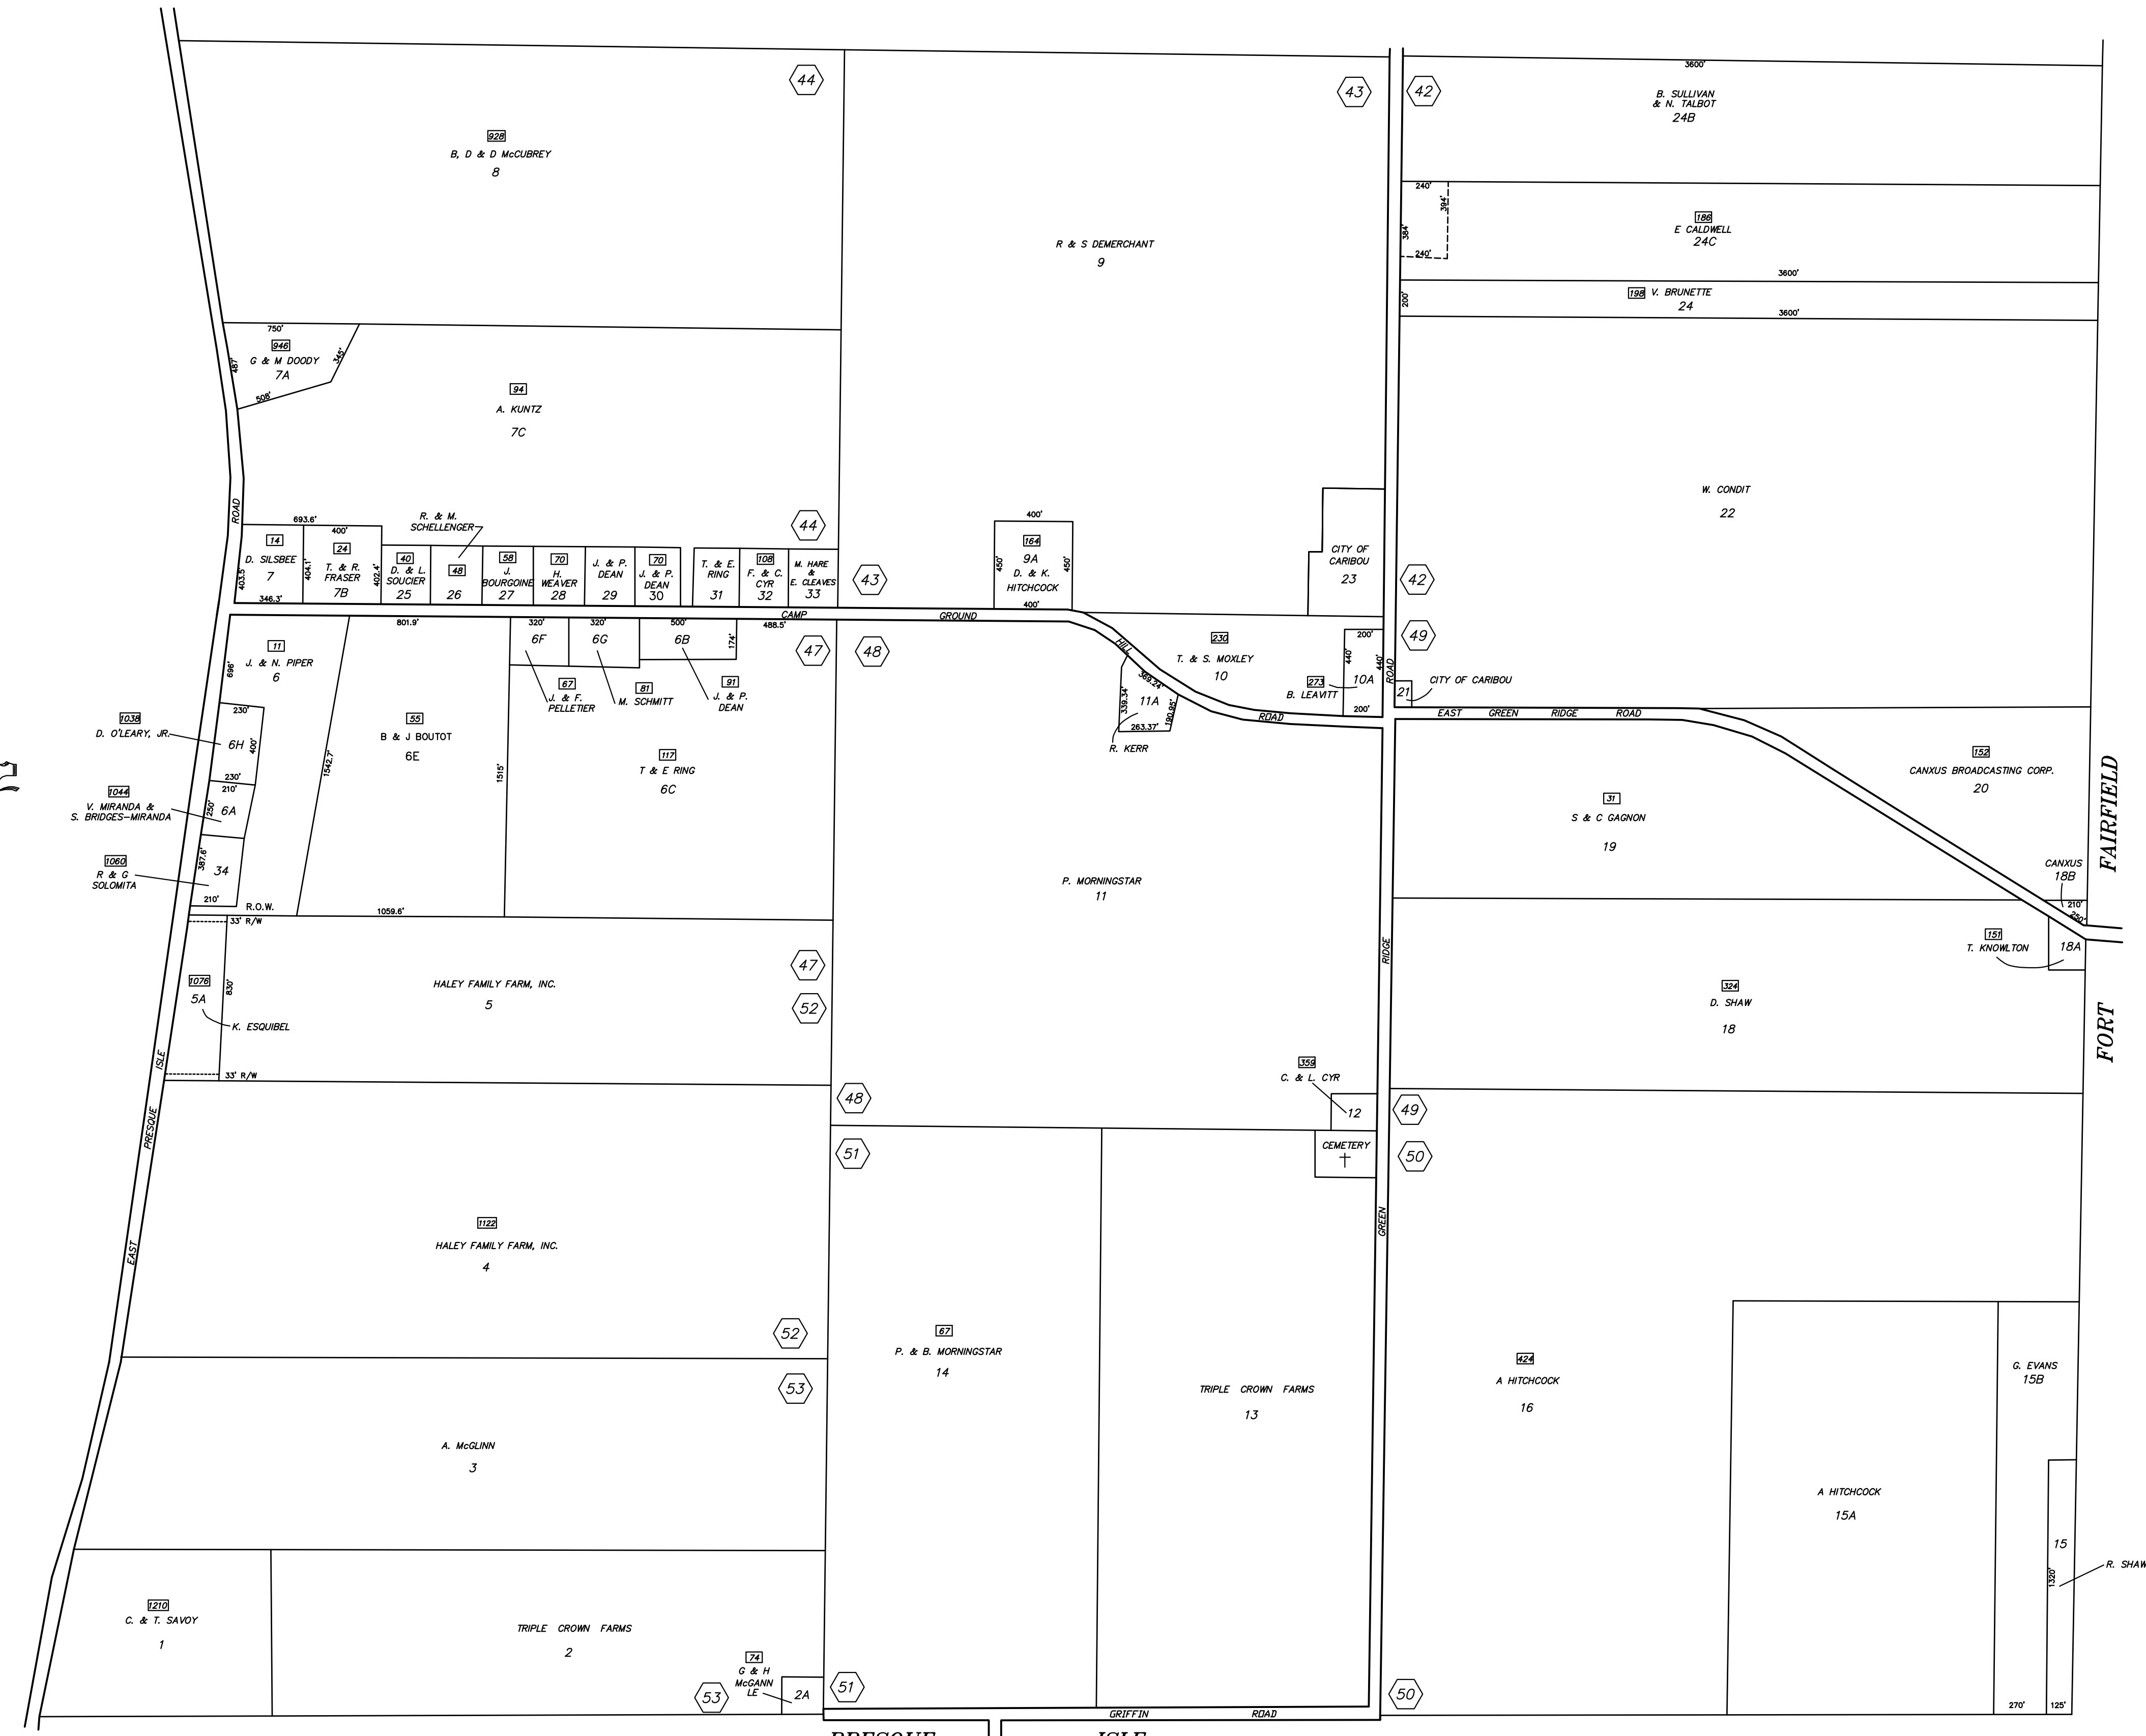 44
43
42
3600'
B. SULLIVAN
& N. TALBOT
24B
928
B, D & D McCUBREY
8
R & S DEMERCHANT
9
240'
394'
384'
240'
186
E CALDWELL
24C
3600'
200'
198 V. BRUNETTE
24
3600'
750'
946
G & M DOODY
7A
487'
345'
508'
94
A. KUNTZ
7C
W. CONDIT
22
ROAD
693.6'
400'
14
D. SILSBEE
7
403.5'
404.1'
346.3'
24
T. & R.
FRASER
7B
402.4'
R. & M.
SCHELLENGER
40
D. & L.
SOUCIER
25
48
26
58
J.
BOURGOINE
27
70
H.
WEAVER
28
J. & P.
DEAN
29
70
J. & P.
DEAN
30
T. & E.
RING
31
108
F. & C.
CYR
32
M. HARE
&
E. CLEAVES
33
44
43
400'
164
9A
D. & K.
HITCHCOCK
450'
450'
400'
CITY OF
CARIBOU
23
42
CAMP GROUND HILL ROAD
801.9'
320'
6F
320'
6G
500'
6B
174'
488.5'
47
48
49
11
J. & N. PIPER
6
696'
230'
1038
D. O'LEARY, JR.
6H
400'
230'
210'
1044
V. MIRANDA &
S. BRIDGES-MIRANDA
250'
6A
1060
R & G
SOLOMITA
387.6'
34
210'
R.O.W.
33' R/W
55
B & J BOUTOT
6E
1542.7'
1515'
1059.6'
67
J. & F.
PELLETIER
81
M. SCHMITT
91
J. & P.
DEAN
117
T & E RING
6C
230
T. & S. MOXLEY
10
200'
440'
440'
273
B. LEAVITT
10A
200'
ROAD
369.24'
339.34'
11A
190.95'
263.37'
R. KERR
21
CITY OF CARIBOU
EAST GREEN RIDGE ROAD
152
CANXUS BROADCASTING CORP.
20
31
S & C GAGNON
19
CANXUS
18B
210'
250'
151
T. KNOWLTON
18A
FAIRFIELD
FORT
P. MORNINGSTAR
11
RIDGE
324
D. SHAW
18
1076
5A
830'
K. ESQUIBEL
33' R/W
HALEY FAMILY FARM, INC.
5
47
52
ISLE
PRESQUE
EAST
359
C. & L. CYR
12
48
49
51
CEMETERY
50
GREEN
1122
HALEY FAMILY FARM, INC.
4
52
53
67
P. & B. MORNINGSTAR
14
TRIPLE CROWN FARMS
13
424
A HITCHCOCK
16
G. EVANS
15B
A. McGLINN
3
A HITCHCOCK
15A
15
1320'
R. SHAW
1210
C. & T. SAVOY
1
TRIPLE CROWN FARMS
2
74
G & H
McGANN
LE
2A
53
51
50
270'
125'
GRIFFIN ROAD
PRESQUE ISLE